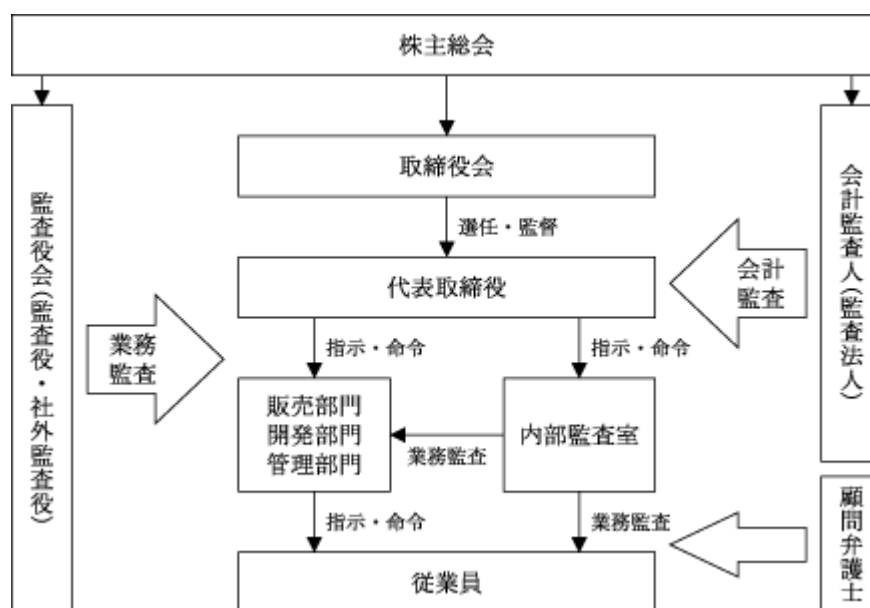 株主総会
取締役会
選任・監督
代表取締役
指示・命令
指示・命令
販売部門
開発部門
管理部門
内部監査室
業務監査
指示・命令
業務監査
従業員
監査役会(監査役・社外監査役)
業務
監査
会計監査人(監査法人)
会計
監査
顧問弁護士